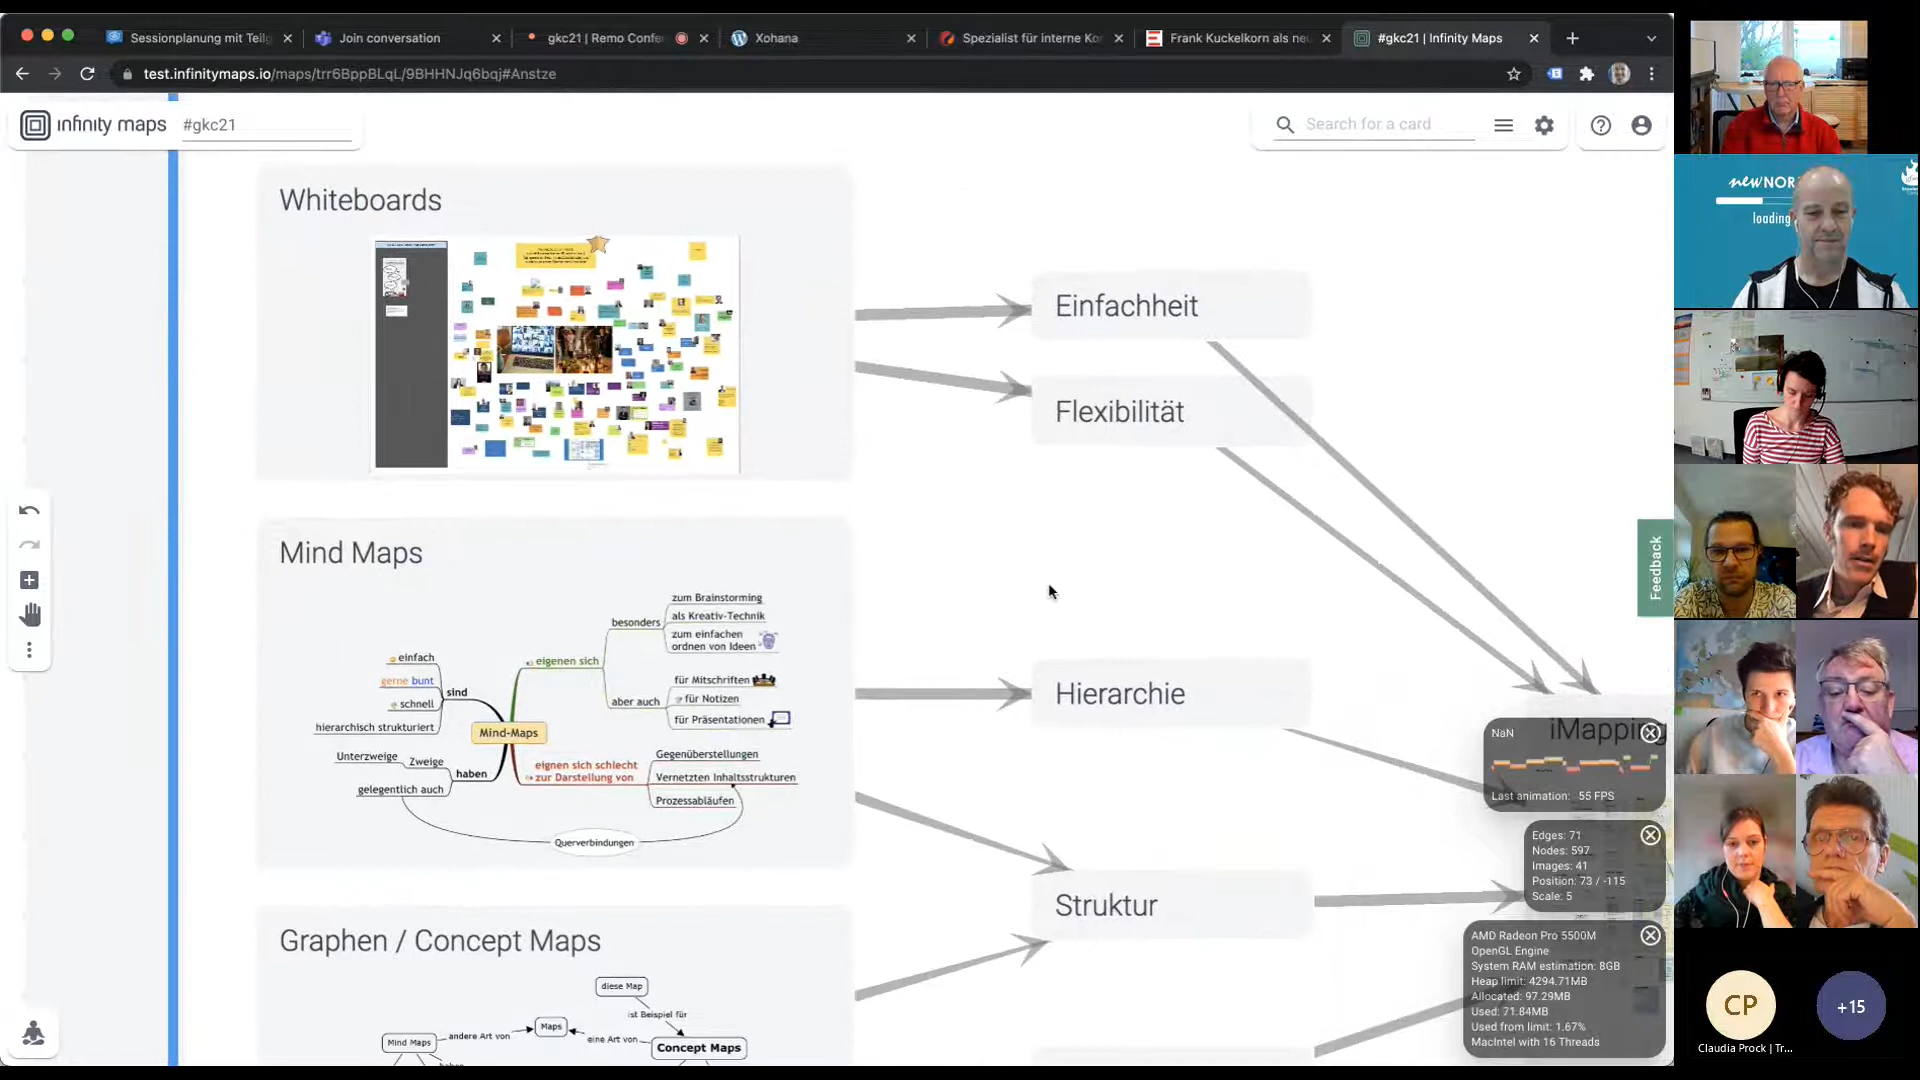 Sessionplanung mit Teilg
Join conversation
gkc21 | Remo Confe
Xohana
Spezialist für interne Ko
Frank Kuckelkorn als neu
#gkc21 | Infinity Maps
test.infinitymaps.io/maps/trr6BppBLqL/9BHHNJq6bqj#Anstze
infinity maps
#gkc21
Search for a card
Whiteboards
Einfachheit
Flexibilität
Mind Maps
zum Brainstorming
als Kreativ-Technik
zum einfachen
ordnen von Ideen
besonders
eigenen sich
aber auch
für Mitschriften
für Notizen
für Präsentationen
einfach
gerne bunt
schnell
hierarchisch strukturiert
sind
Mind-Maps
Unterzweige
Zweige
gelegentlich auch
haben
eignen sich schlecht
zur Darstellung von
Gegenüberstellungen
Vernetzten Inhaltsstrukturen
Prozessabläufen
Querverbindungen
Hierarchie
Struktur
iMapping
Graphen / Concept Maps
diese Map
ist Beispiel für
Mind Maps
andere Art von
Maps
eine Art von
Concept Maps
haben
Feedback
NaN
Last animation: 55 FPS
Edges: 71
Nodes: 597
Images: 41
Position: 73 / -115
Scale: 5
AMD Radeon Pro 5500M
OpenGL Engine
System RAM estimation: 8GB
Heap limit: 4294.71MB
Allocated: 97.29MB
Used: 71.84MB
Used from limit: 1.67%
MacIntel with 16 Threads
newNOR
loading
CP
+15
Claudia Prock | Tr...